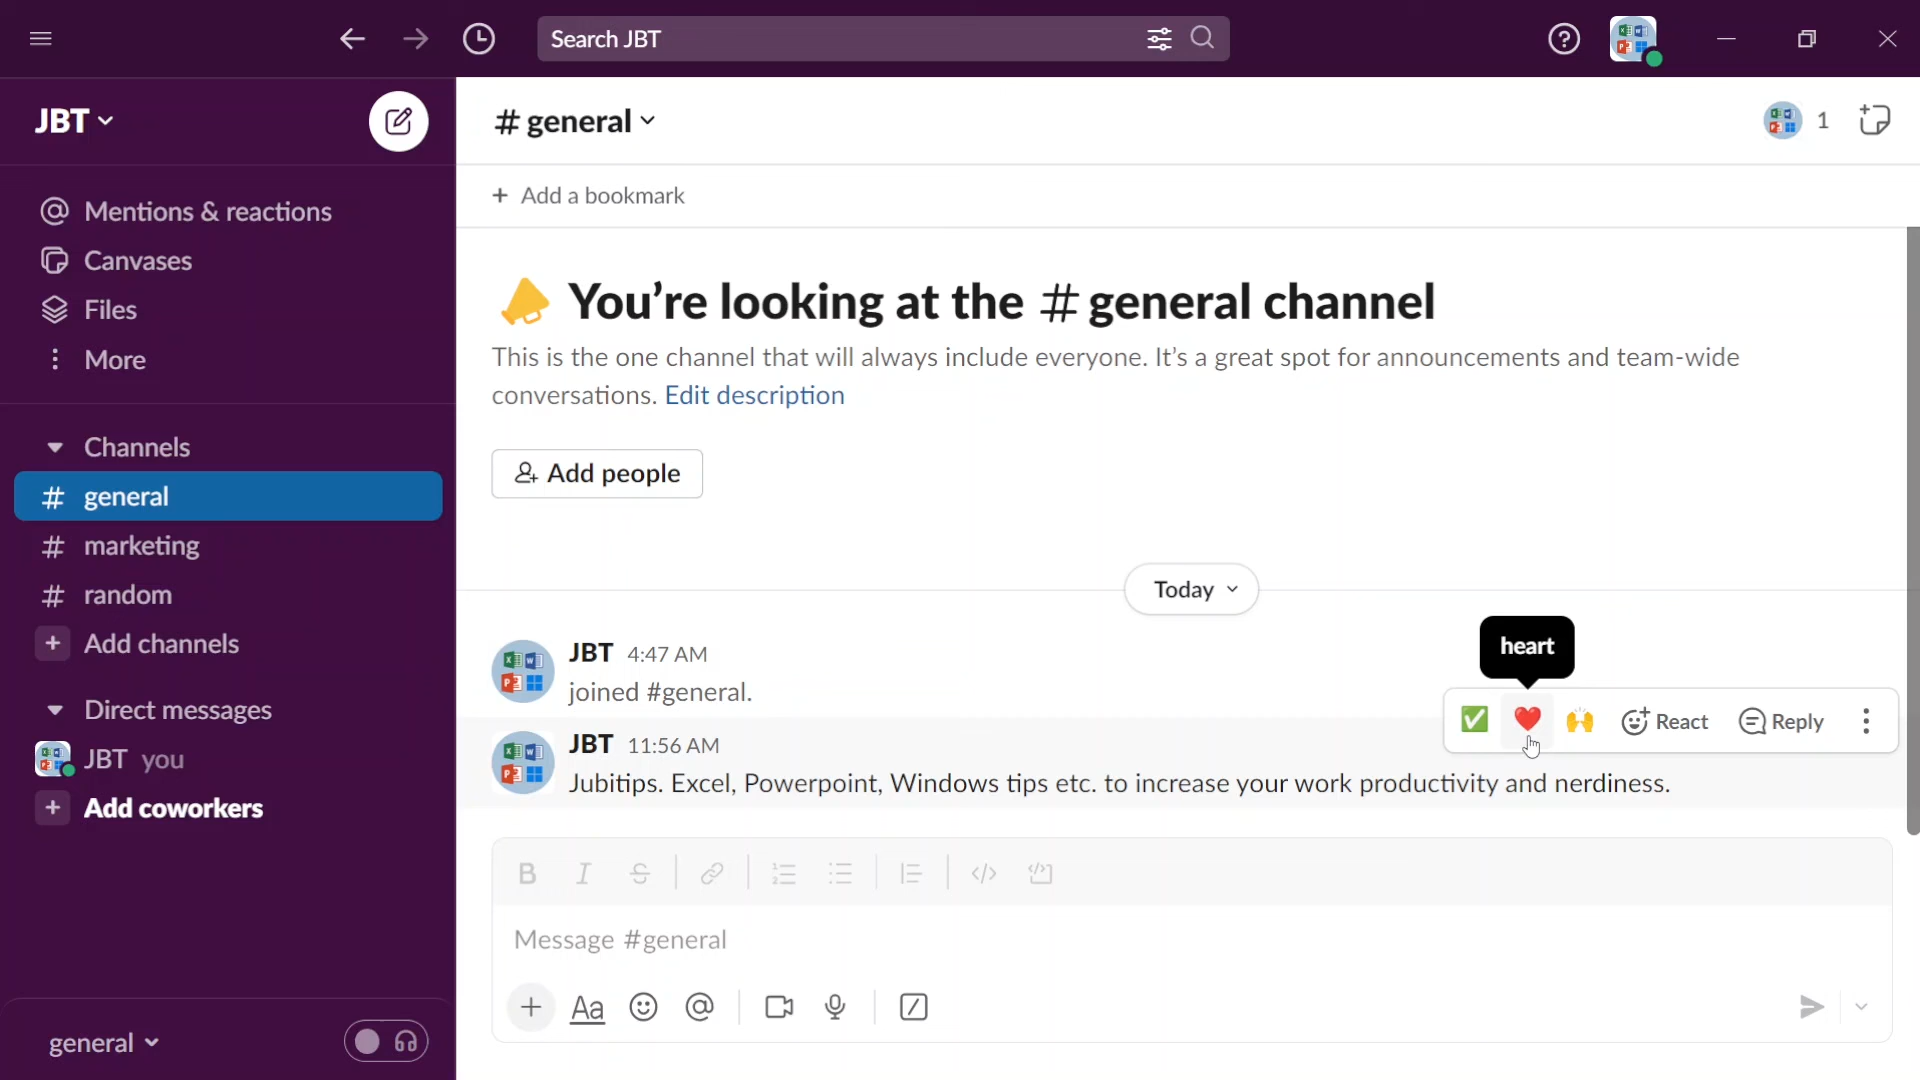 Search JBT
JBT
Mentions & reactions
Canvases
Files
More
Channels
# general
# marketing
# random
+ Add channels
Direct messages
JBT you
+ Add coworkers
general
# general
1
+ Add a bookmark
You're looking at the # general channel
This is the one channel that will always include everyone. It's a great spot for announcements and team-wide
conversations. Edit description
Add people
Today
JBT 4:47 AM
joined #general.
heart
React
Reply
JBT 11:56 AM
Jubitips. Excel, Powerpoint, Windows tips etc. to increase your work productivity and nerdiness.
Message #general
Aa